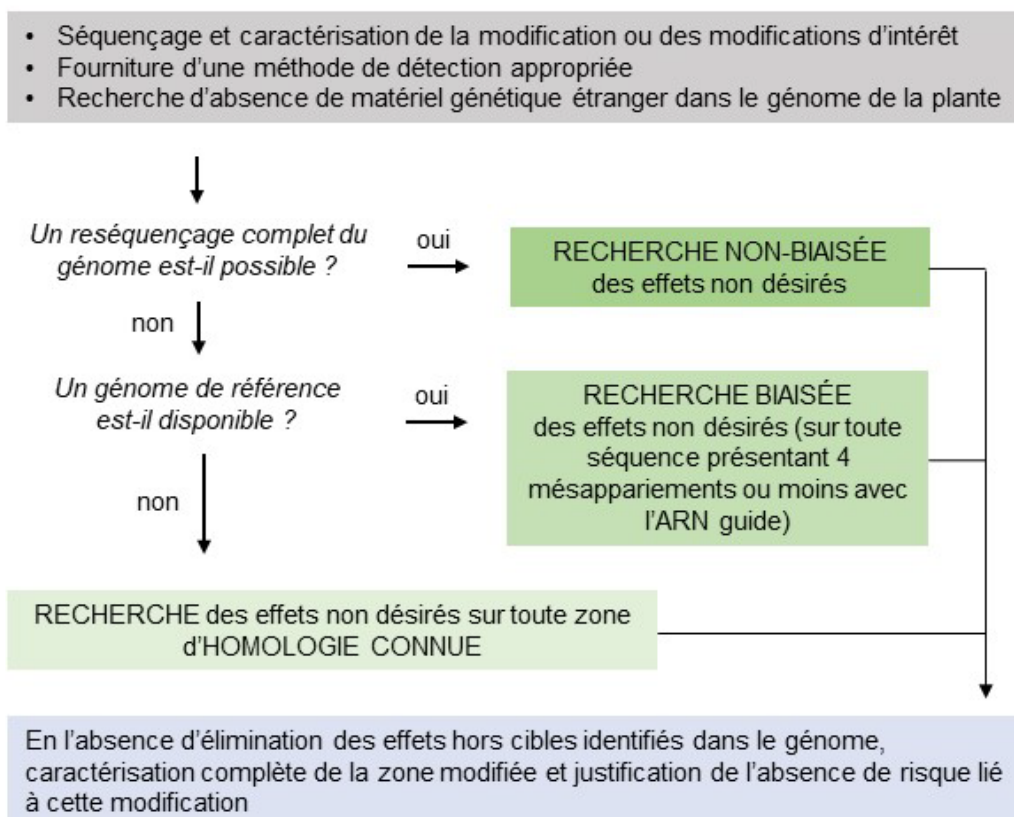 • Séquençage et caractérisation de la modification ou des modifications d’intérêt
• Fourniture d’une méthode de détection appropriée
• Recherche d’absence de matériel génétique étranger dans le génome de la plante
Un reséquençage complet du
génome est-il possible ?
oui
RECHERCHE NON-BIAISÉE
des effets non désirés
non
Un génome de référence
est-il disponible ?
oui
RECHERCHE BIAISÉE
des effets non désirés (sur toute
séquence présentant 4
mésappariements ou moins avec
l’ARN guide)
non
RECHERCHE des effets non désirés sur toute zone
d’HOMOLOGIE CONNUE
En l’absence d’élimination des effets hors cibles identifiés dans le génome,
caractérisation complète de la zone modifiée et justification de l’absence de risque lié
à cette modification